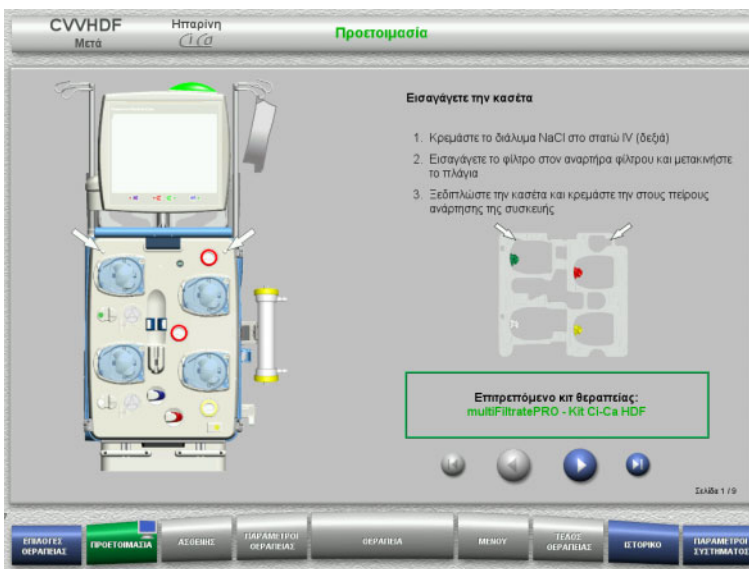 CVVHDF
Μετά
Ηπαρίνη
Ci Ca
Προετοιμασία
Εισαγάγετε την κασέτα
1. Κρεμάστε το διάλυμα NaCl στο στατώ IV (δεξιά)
2. Εισαγάγετε το φίλτρο στον αναρτήρα φίλτρου και μετακινήστε
το πλάγια
3. Ξεδιπλώστε την κασέτα και κρεμάστε την στους πείρους
ανάρτησης της συσκευής
Επιτρεπτόμενο κιτ θεραπείας:
multiFiltratePRO - Kit Ci-Ca HDF
Σελίδα 1 / 9
ΕΠΙΛΟΓΕΣ
ΘΕΡΑΠΕΙΑΣ
ΠΡΟΕΤΟΙΜΑΣΙΑ
ΑΣΘΕΝΗΣ
ΠΑΡΑΜΕΤΡΟΙ
ΘΕΡΑΠΕΙΑΣ
ΘΕΡΑΠΕΙΑ
ΜΕΝΟΥ
ΤΕΛΟΣ
ΘΕΡΑΠΕΙΑΣ
ΙΣΤΟΡΙΚΟ
ΠΑΡΑΜΕΤΡΟΙ
ΣΥΣΤΗΜΑΤΟΣ